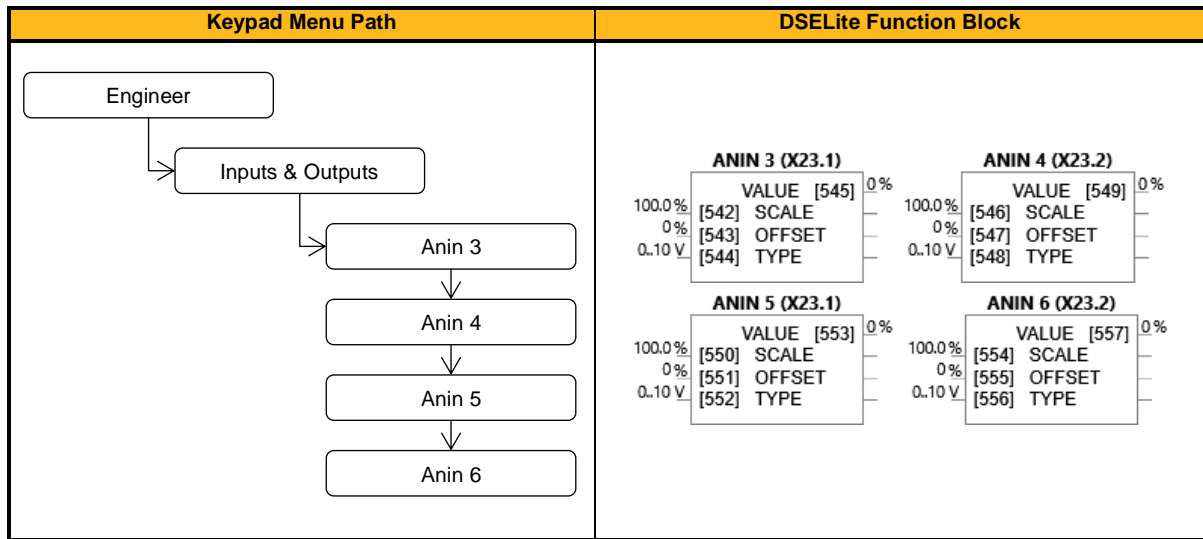 Keypad Menu Path
DSELite Function Block
Engineer
Inputs & Outputs
Anin 3
Anin 4
Anin 5
Anin 6
ANIN 3 (X23.1)
VALUE [545] 0 %
100.0 % [542] SCALE
0 % [543] OFFSET
0..10 V [544] TYPE
ANIN 4 (X23.2)
VALUE [549] 0 %
100.0 % [546] SCALE
0 % [547] OFFSET
0..10 V [548] TYPE
ANIN 5 (X23.1)
VALUE [553] 0 %
100.0 % [550] SCALE
0 % [551] OFFSET
0..10 V [552] TYPE
ANIN 6 (X23.2)
VALUE [557] 0 %
100.0 % [554] SCALE
0 % [555] OFFSET
0..10 V [556] TYPE